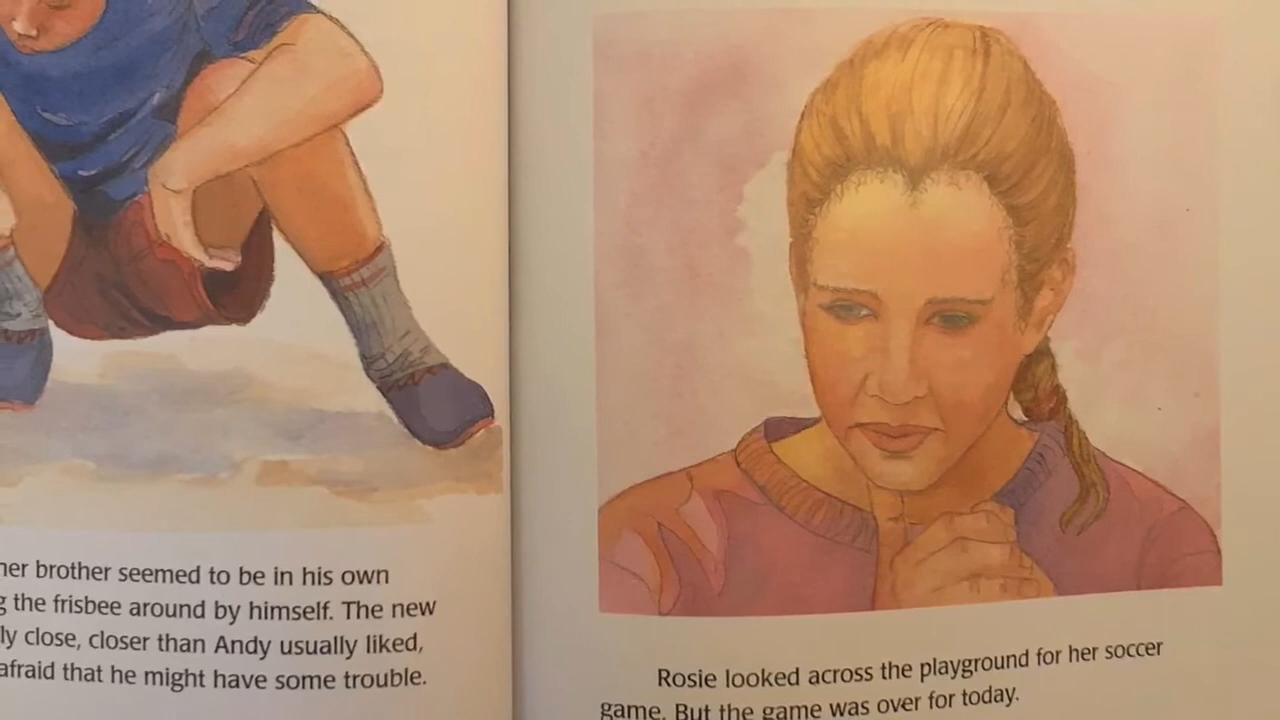 her brother seemed to be in his own
the frisbee around by himself. The new
close, closer than Andy usually liked,
afraid that he might have some trouble.
Rosie looked across the playground for her soccer
game. But the game was over for today.